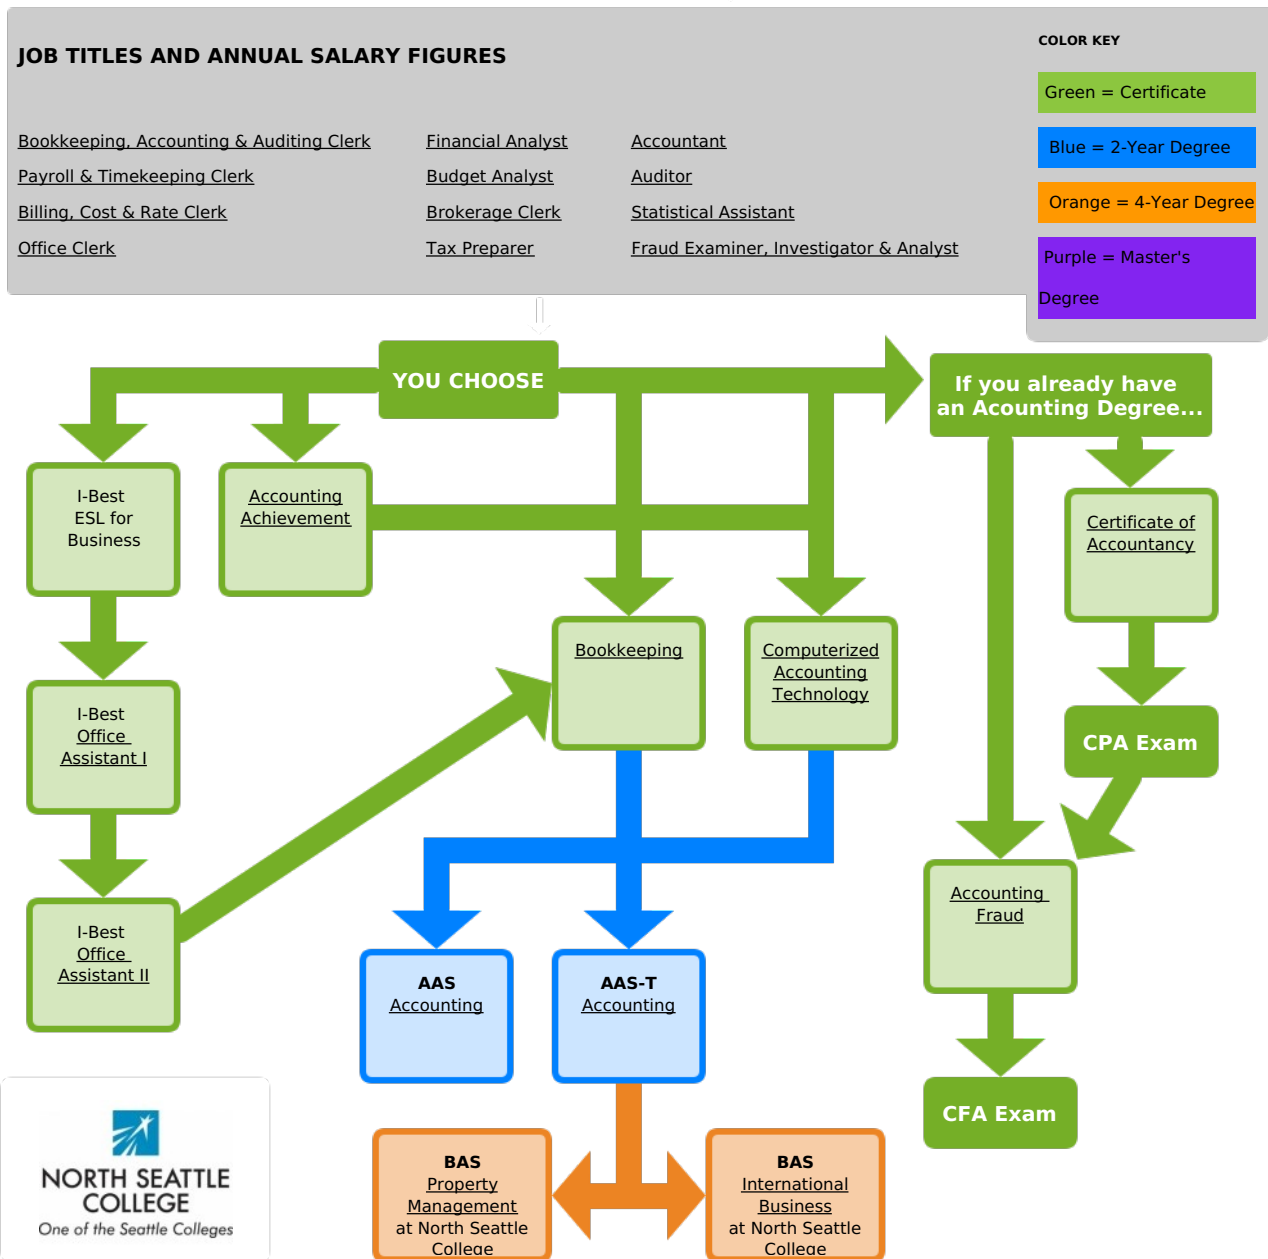 JOB TITLES AND ANNUAL SALARY FIGURES
Bookkeeping, Accounting & Auditing Clerk
Payroll & Timekeeping Clerk
Billing, Cost & Rate Clerk
Office Clerk
Financial Analyst
Budget Analyst
Brokerage Clerk
Tax Preparer
Accountant
Auditor
Statistical Assistant
Fraud Examiner, Investigator & Analyst
COLOR KEY
Green = Certificate
Blue = 2-Year Degree
Orange = 4-Year Degree
Purple = Master's
Degree
YOU CHOOSE
If you already have
an Acounting Degree...
I-Best
ESL for
Business
Accounting
Achievement
Certificate of
Accountancy
Bookkeeping
Computerized
Accounting
Technology
I-Best
Office
Assistant I
CPA Exam
I-Best
Office
Assistant II
Accounting
Fraud
AAS
Accounting
AAS-T
Accounting
CFA Exam
BAS
Property
Management
at North Seattle
College
BAS
International
Business
at North Seattle
College
NORTH SEATTLE
COLLEGE
One of the Seattle Colleges